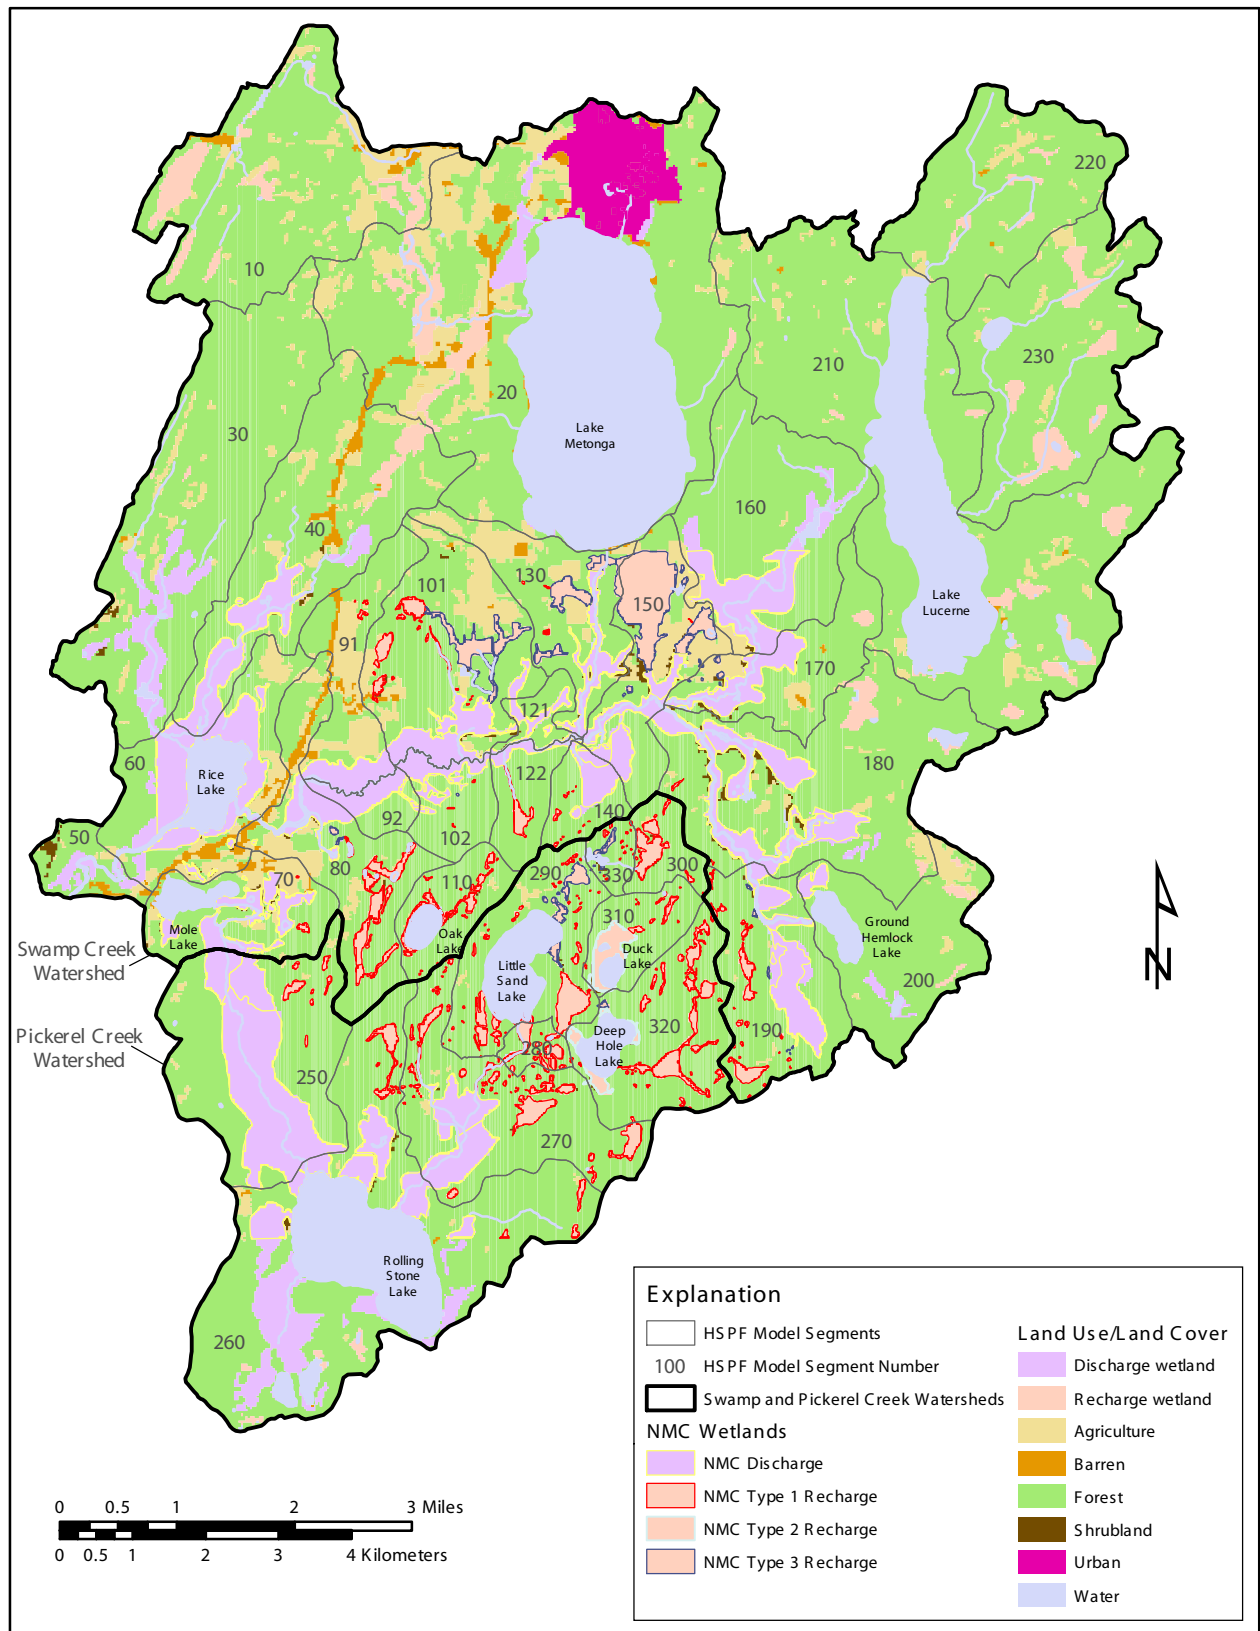 220
10
210
230
20
30
Lake
Metonga
160
40
130
101
150
Lake
Lucerne
91
170
121
60
Rice
Lake
122
180
92
140
50
102
80
70
290
330
300
110
310
Mole
Lake
Oak
Lake
Duck
Lake
Ground
Hemlock
Lake
Swamp Creek
Watershed
Little
Sand
Lake
200
Pickerel Creek
Watershed
280
Deep
Hole
Lake
320
190
250
270
Rolling
Stone
Lake
260
N
Explanation
HSPF Model Segments
100 HSPF Model Segment Number
Swamp and Pickerel Creek Watersheds
NMC Wetlands
NMC Discharge
NMC Type 1 Recharge
NMC Type 2 Recharge
NMC Type 3 Recharge
Land Use/Land Cover
Discharge wetland
Recharge wetland
Agriculture
Barren
Forest
Shrubland
Urban
Water
0 0.5 1 2 3 Miles
0 0.5 1 2 3 4 Kilometers